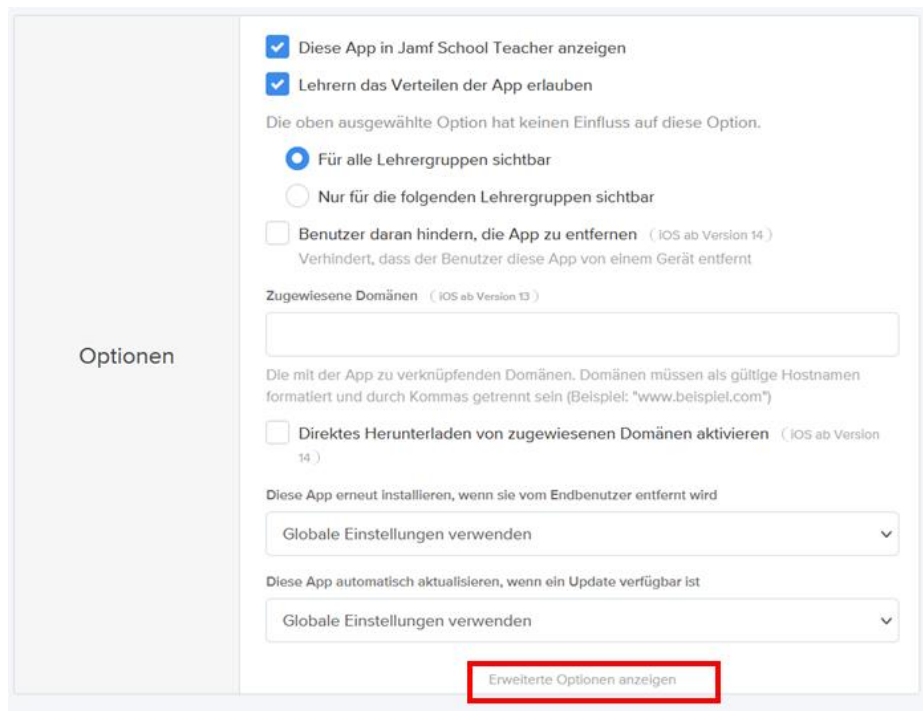 Optionen
Diese App in Jamf School Teacher anzeigen
Lehrern das Verteilen der App erlauben
Die oben ausgewählte Option hat keinen Einfluss auf diese Option.
Für alle Lehrergruppen sichtbar
Nur für die folgenden Lehrergruppen sichtbar
Benutzer daran hindern, die App zu entfernen (iOS ab Version 14)
Verhindert, dass der Benutzer diese App von einem Gerät entfernt
Zugewiesene Domänen (iOS ab Version 13)
Die mit der App zu verknüpfenden Domänen. Domänen müssen als gültige Hostnamen
formatiert und durch Kommas getrennt sein (Beispiel: "www.beispiel.com")
Direktes Herunterladen von zugewiesenen Domänen aktivieren (iOS ab Version
14)
Diese App erneut installieren, wenn sie vom Endbenutzer entfernt wird
Globale Einstellungen verwenden
Diese App automatisch aktualisieren, wenn ein Update verfügbar ist
Globale Einstellungen verwenden
Erweiterte Optionen anzeigen